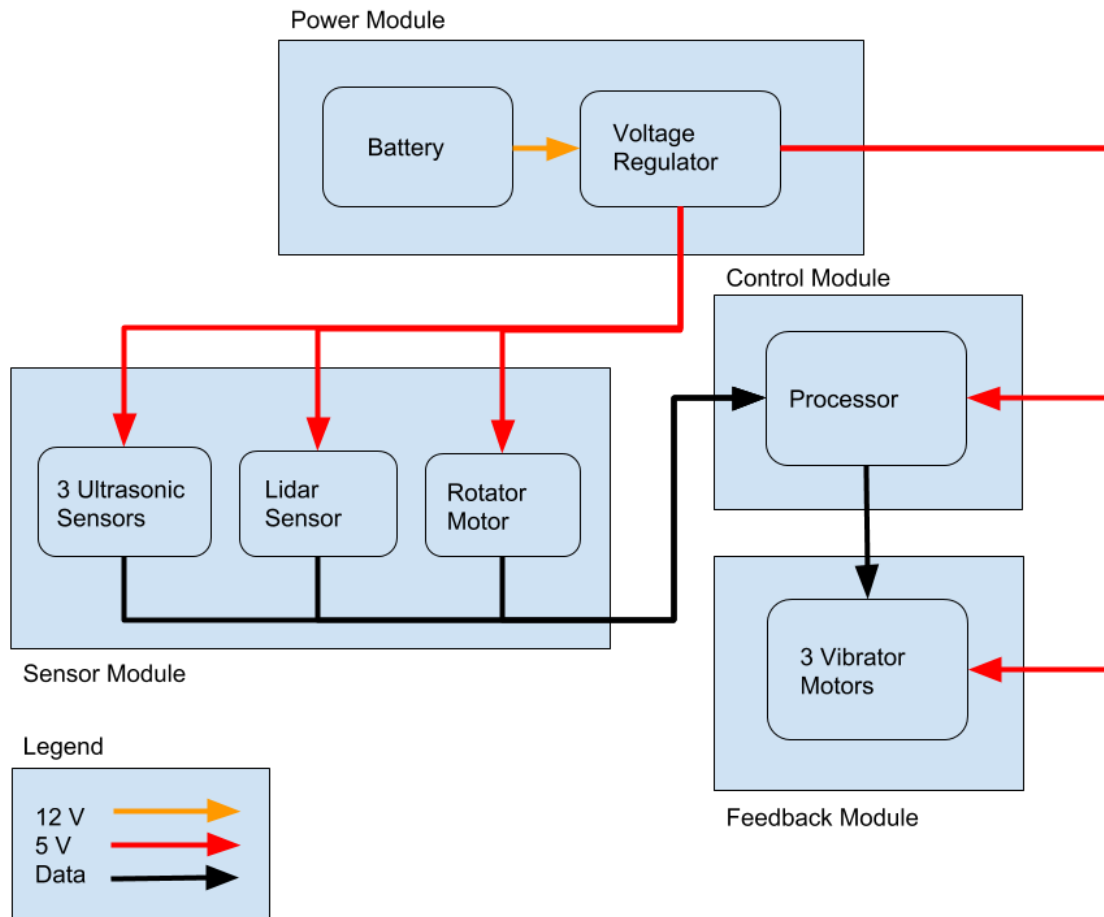 Power Module
Battery
Voltage
Regulator
Control Module
Processor
3 Ultrasonic
Sensors
Lidar
Sensor
Rotator
Motor
Sensor Module
3 Vibrator
Motors
Feedback Module
Legend
12 V
5 V
Data